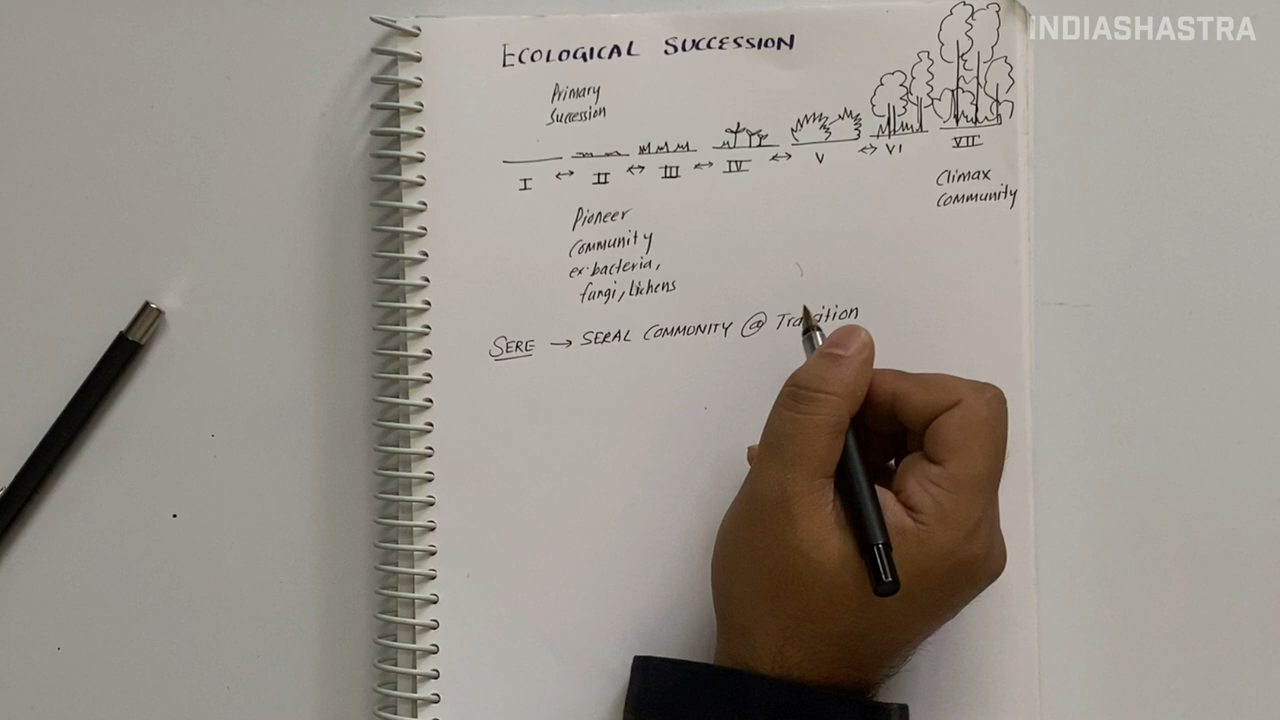 INDIASHASTRA
ECOLOGICAL SUCCESSION
Primary
Succession
I ↔ II ↔ III ↔ IV ↔ V ↔ VI VII
Climax
Community
Pioneer
Community
ex. bacteria,
fungi, Lichens
SERE → SERAL COMMUNITY @